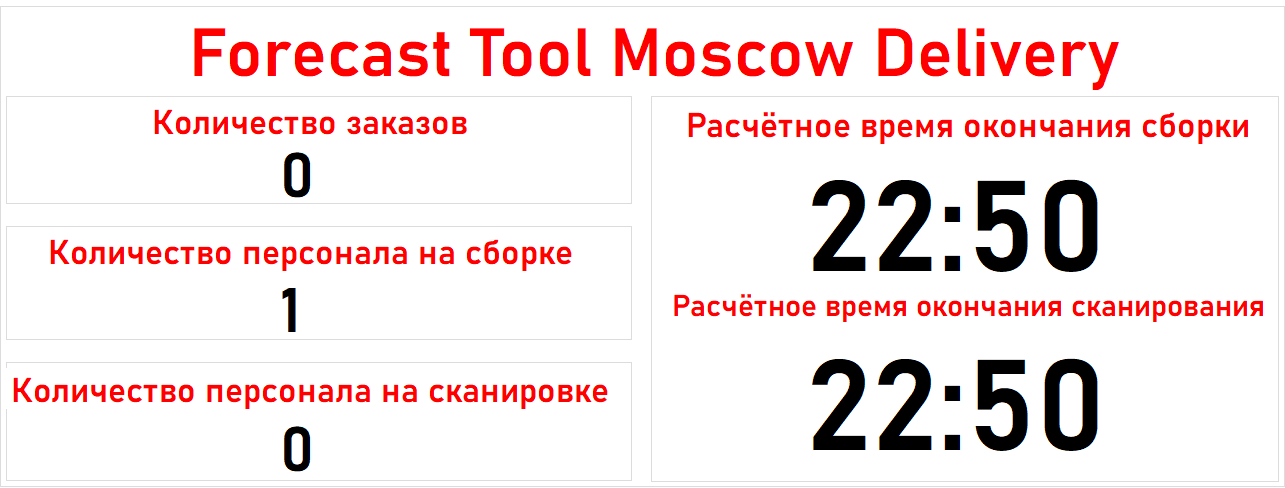 Forecast Tool Moscow Delivery
Количество заказов
0
Количество персонала на сборке
1
Количество персонала на сканировке
0
Расчётное время окончания сборки
22:50
Расчётное время окончания сканирования
22:50